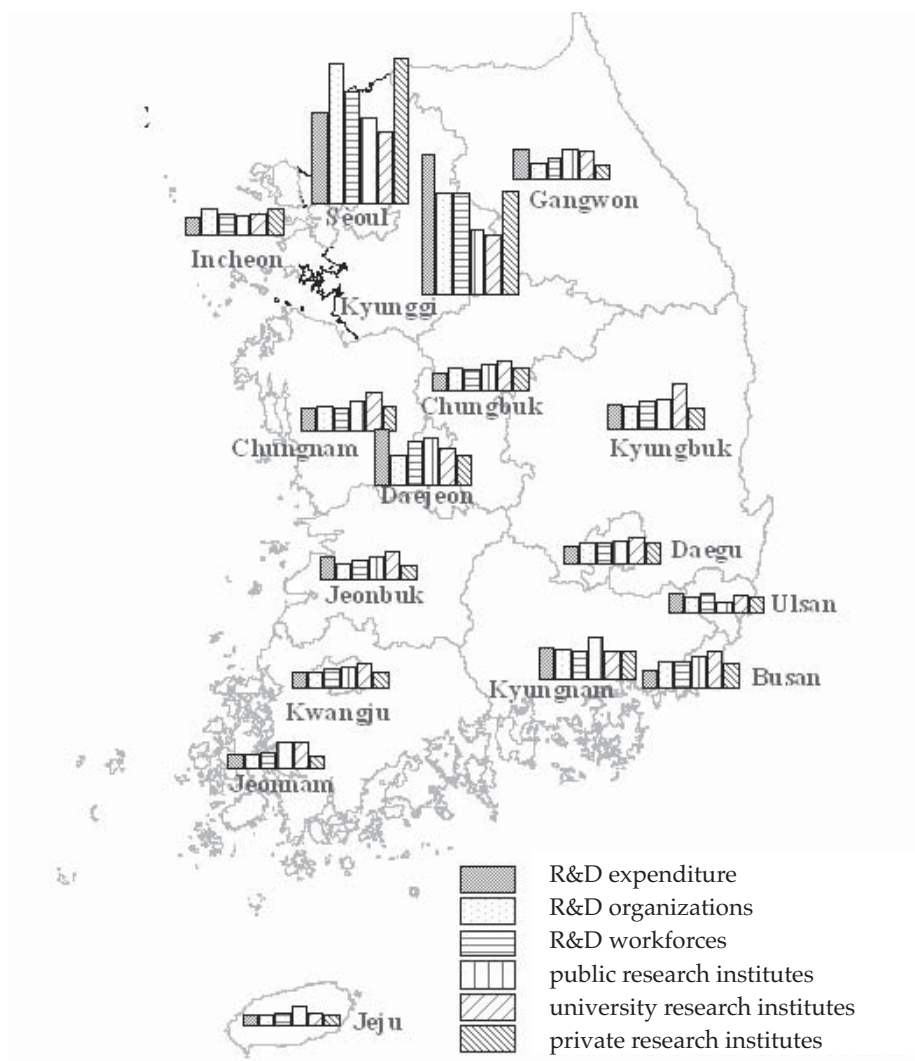 Seoul
Gangwon
Incheon
Kyunggi
Chungbuk
Chungnam
Kyungbuk
Daejeon
Daegu
Jeonbuk
Ulsan
Kyungnam
Busan
Kwangju
Jeonnam
R&D expenditure
R&D organizations
R&D workforces
public research institutes
university research institutes
private research institutes
Jeju